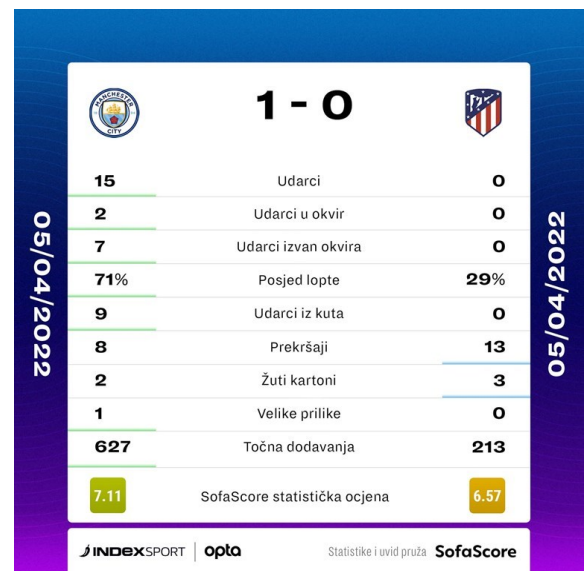 MANCHESTER
CITY
1 - 0
15 Udarci 0
2 Udarci u okvir 0
7 Udarci izvan okvira 0
71% Posjed lopte 29%
9 Udarci iz kuta 0
8 Prekršaji 13
2 Žuti kartoni 3
1 Velike prilike 0
627 Točna dodavanja 213
7.11 SofaScore statistička ocjena 6.57
05/04/2022
05/04/2022
INDEXSPORT | opta Statistike i uvid pruža SofaScore